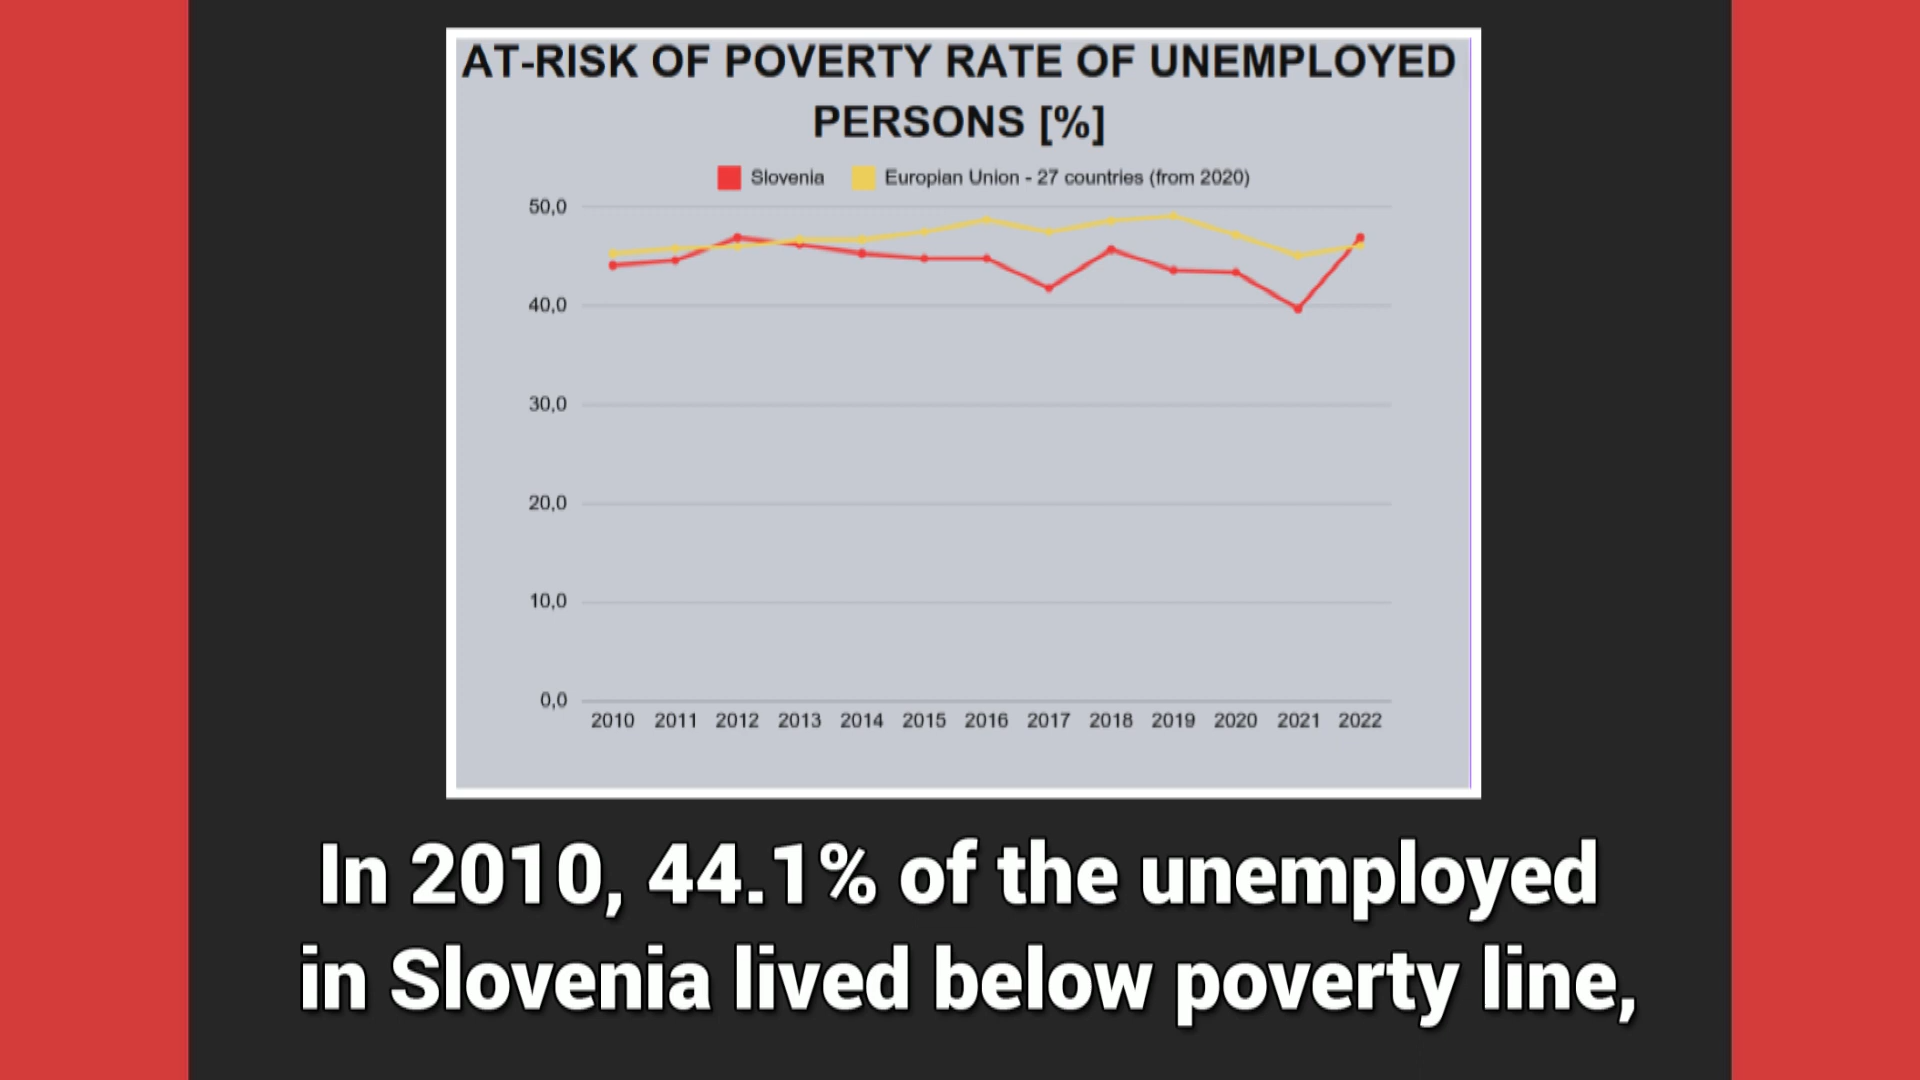 AT-RISK OF POVERTY RATE OF UNEMPLOYED
PERSONS [%]
Slovenia
Europian Union - 27 countries (from 2020)
50,0
40,0
30,0
20,0
10,0
0,0
2010 2011 2012 2013 2014 2015 2016 2017 2018 2019 2020 2021 2022
In 2010, 44.1% of the unemployed
in Slovenia lived below poverty line,